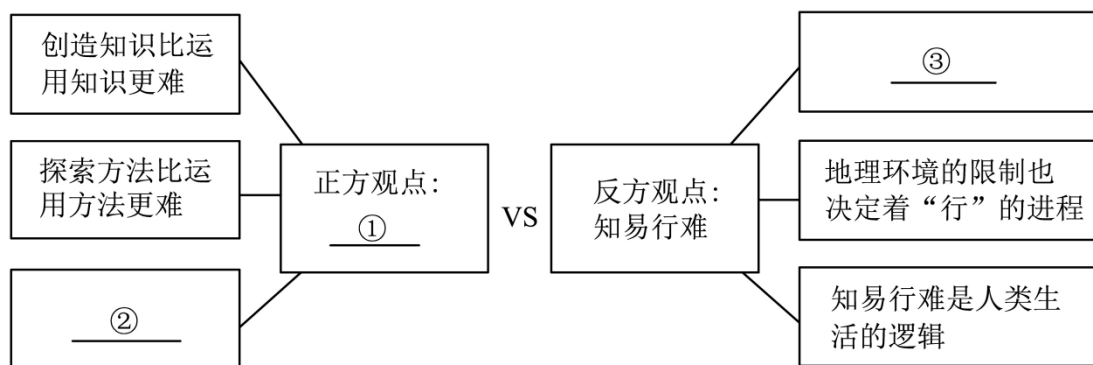 创造知识比运
用知识更难
探索方法比运
用方法更难
②
正方观点：
①
VS
反方观点：
知易行难
③
地理环境的限制也
决定着“行”的进程
知易行难是人类生
活的逻辑